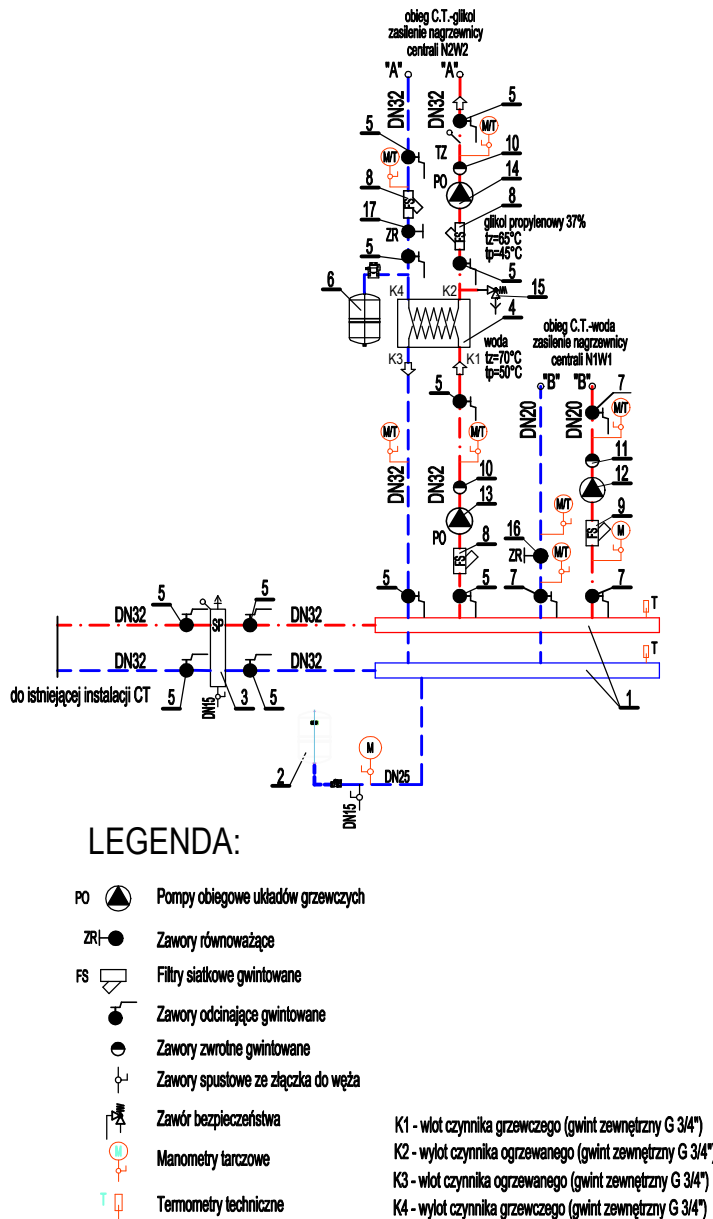 obieg C.T.-glikol
zasilenie nagrzewnicy
centrali N2W2
"A"
"A"
DN32
DN32
5
5
M/T
M/T
TZ
10
PO
14
8
8
FS
FS
17
ZR
glikol propylenowy 37%
tz=65°C
tp=45°C
5
5
6
K4
K2
15
4
K3
K1
woda
tz=70°C
tp=50°C
obieg C.T.-woda
zasilenie nagrzewnicy
centrali N1W1
"B"
"B"
7
5
DN20
DN20
M/T
M/T
M/T
DN32
DN32
11
10
12
13
PO
9
FS
M/T
M
16
8
FS
ZR
M/T
5
5
7
7
T
5
5
DN32
SP
DN32
T
DN32
DN32
do istniejącej instalacji CT
5
DN15
3
5
1
M
2
DN25
DN15
LEGENDA:
PO Pompy obiegowe układów grzewczych
ZR Zawory równoważące
FS Filtry siatkowe gwintowane
Zawory odcinające gwintowane
Zawory zwrotne gwintowane
Zawory spustowe ze złączka do węża
Zawór bezpieczeństwa
M Manometry tarczowe
T Termometry techniczne
K1 - wlot czynnika grzewczego (gwint zewnętrzny G 3/4")
K2 - wylot czynnika ogrzewanego (gwint zewnętrzny G 3/4")
K3 - wlot czynnika ogrzewanego (gwint zewnętrzny G 3/4")
K4 - wylot czynnika grzewczego (gwint zewnętrzny G 3/4")